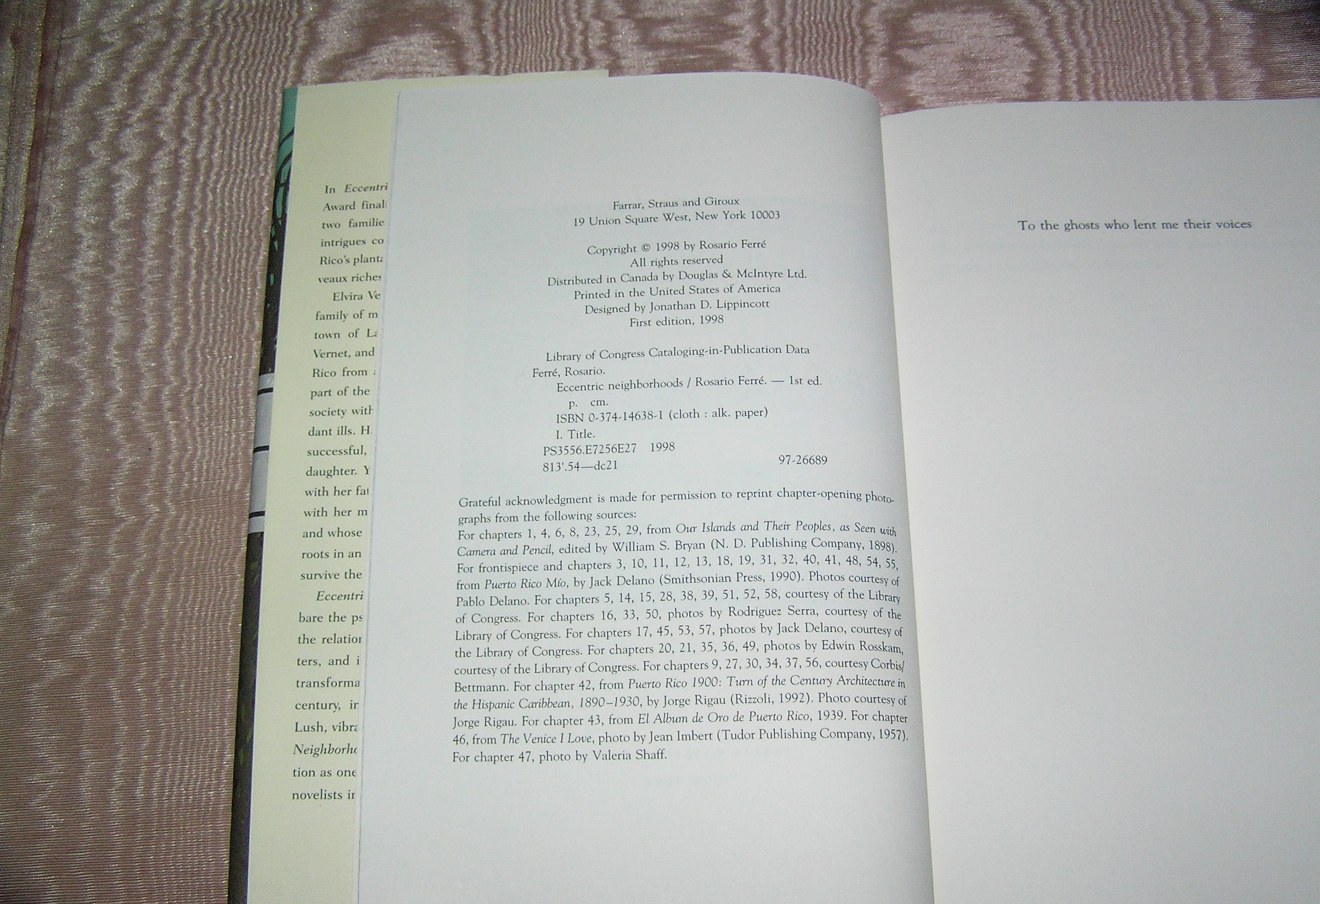 In Eccentri
Award final
two familie
intrigues co
Rico's planta
veaux riches
Elvira Ve
family of m
town of La
Vernet, and
Rico from
part of the
society with
dant ills. H
successful,
daughter. Y
with her fat
with her m
and whose
roots in an
survive the
Eccentri
bare the ps
the relation
ters, and i
transforma
century, in
Lush, vibra
Neighborho
tion as one
novelists in
Farrar, Straus and Giroux
19 Union Square West, New York 10003
Copyright © 1998 by Rosario Ferré
All rights reserved
Distributed in Canada by Douglas & McIntyre Ltd.
Printed in the United States of America
Designed by Jonathan D. Lippincott
First edition, 1998
Library of Congress Cataloging-in-Publication Data
Ferré, Rosario.
Eccentric neighborhoods / Rosario Ferré. — 1st ed.
p. cm.
ISBN 0-374-14638-1 (cloth : alk. paper)
I. Title.
PS3556.E7256E27 1998
813'.54—dc21 97-26689
Grateful acknowledgment is made for permission to reprint chapter-opening photo-
graphs from the following sources:
For chapters 1, 4, 6, 8, 23, 25, 29, from Our Islands and Their Peoples, as Seen with
Camera and Pencil, edited by William S. Bryan (N. D. Publishing Company, 1898).
For frontispiece and chapters 3, 10, 11, 12, 13, 18, 19, 31, 32, 40, 41, 48, 54, 55,
from Puerto Rico Mío, by Jack Delano (Smithsonian Press, 1990). Photos courtesy of
Pablo Delano. For chapters 5, 14, 15, 28, 38, 39, 51, 52, 58, courtesy of the Library
of Congress. For chapters 16, 33, 50, photos by Rodriguez Serra, courtesy of the
Library of Congress. For chapters 17, 45, 53, 57, photos by Jack Delano, courtesy of
the Library of Congress. For chapters 20, 21, 35, 36, 49, photos by Edwin Rosskam,
courtesy of the Library of Congress. For chapters 9, 27, 30, 34, 37, 56, courtesy Corbis/
Bettmann. For chapter 42, from Puerto Rico 1900: Turn of the Century Architecture in
the Hispanic Caribbean, 1890–1930, by Jorge Rigau (Rizzoli, 1992). Photo courtesy of
Jorge Rigau. For chapter 43, from El Album de Oro de Puerto Rico, 1939. For chapter
46, from The Venice I Love, photo by Jean Imbert (Tudor Publishing Company, 1957).
For chapter 47, photo by Valeria Shaff.
To the ghosts who lent me their voices